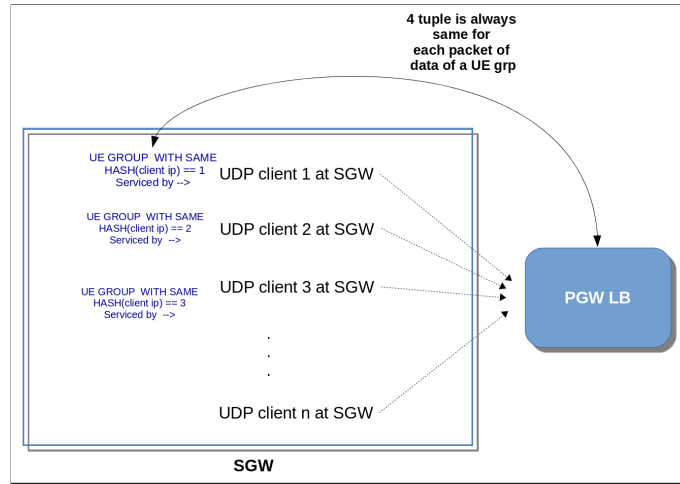 4 tuple is always
same for
each packet of
data of a UE grp
UE GROUP WITH SAME
HASH(client ip) == 1
Serviced by -->
UDP client 1 at SGW
UE GROUP WITH SAME
HASH(client ip) == 2
Serviced by -->
UDP client 2 at SGW
UE GROUP WITH SAME
HASH(client ip) == 3
Serviced by -->
UDP client 3 at SGW
.
.
.
UDP client n at SGW
PGW LB
SGW